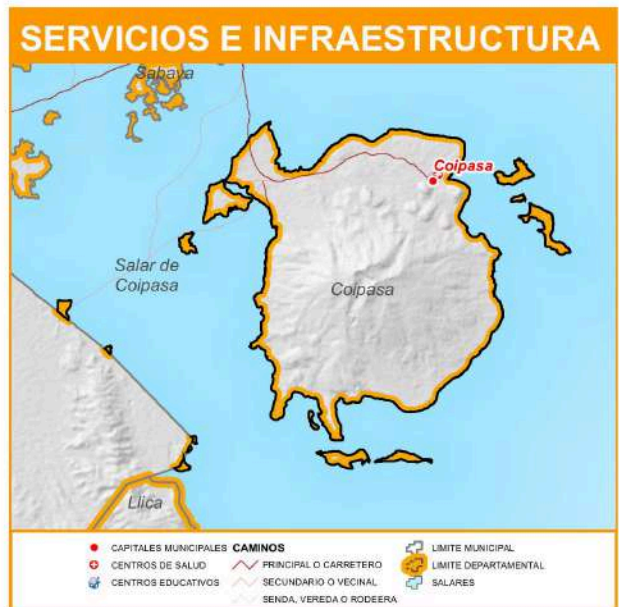 SERVICIOS E INFRAESTRUCTURA
Sabaya
Coipasa
Salar de
Coipasa
Coipasa
Llica
CAPITALES MUNICIPALES
CENTROS DE SALUD
CENTROS EDUCATIVOS
CAMINOS
PRINCIPAL O CARRETERO
SECUNDARIO O VECINAL
SENDA, VEREDA O RODEERA
LIMITE MUNICIPAL
LIMITE DEPARTAMENTAL
SALARES